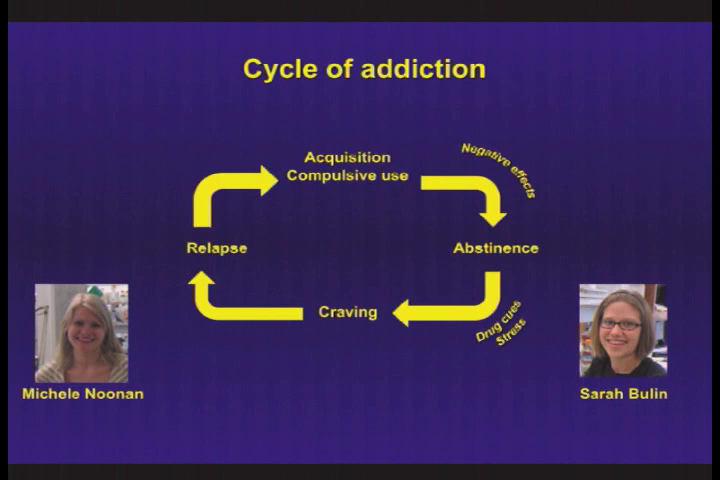 Cycle of addiction
Acquisition
Compulsive use
Negative effects
Relapse
Abstinence
Craving
Drug cues
Stress
Michele Noonan
Sarah Bulin